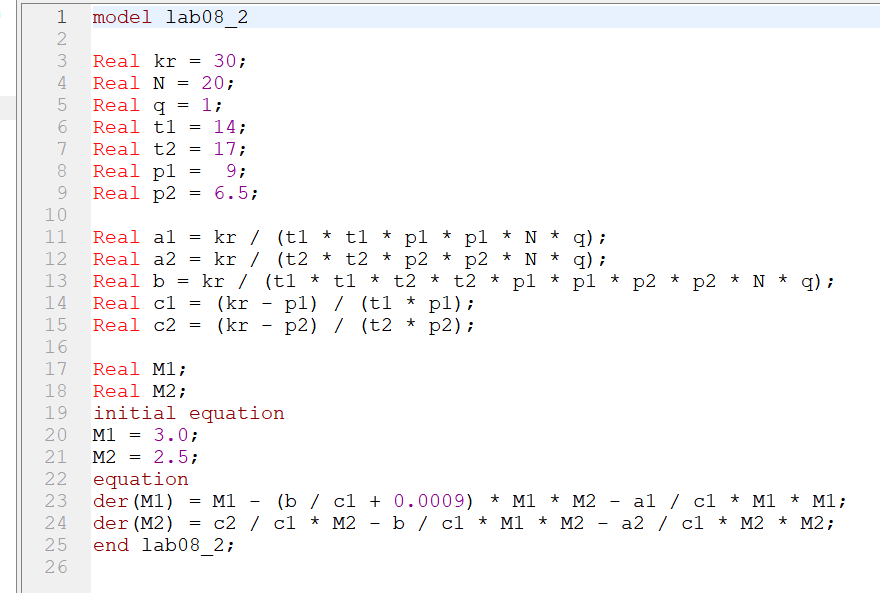 1 model lab08_2
2
3 Real kr = 30;
4 Real N = 20;
5 Real q = 1;
6 Real t1 = 14;
7 Real t2 = 17;
8 Real p1 =  9;
9 Real p2 = 6.5;
10
11 Real a1 = kr / (t1 * t1 * p1 * p1 * N * q);
12 Real a2 = kr / (t2 * t2 * p2 * p2 * N * q);
13 Real b = kr / (t1 * t1 * t2 * t2 * p1 * p1 * p2 * p2 * N * q);
14 Real c1 = (kr - p1) / (t1 * p1);
15 Real c2 = (kr - p2) / (t2 * p2);
16
17 Real M1;
18 Real M2;
19 initial equation
20 M1 = 3.0;
21 M2 = 2.5;
22 equation
23 der(M1) = M1 - (b / c1 + 0.0009) * M1 * M2 - a1 / c1 * M1 * M1;
24 der(M2) = c2 / c1 * M2 - b / c1 * M1 * M2 - a2 / c1 * M2 * M2;
25 end lab08_2;
26